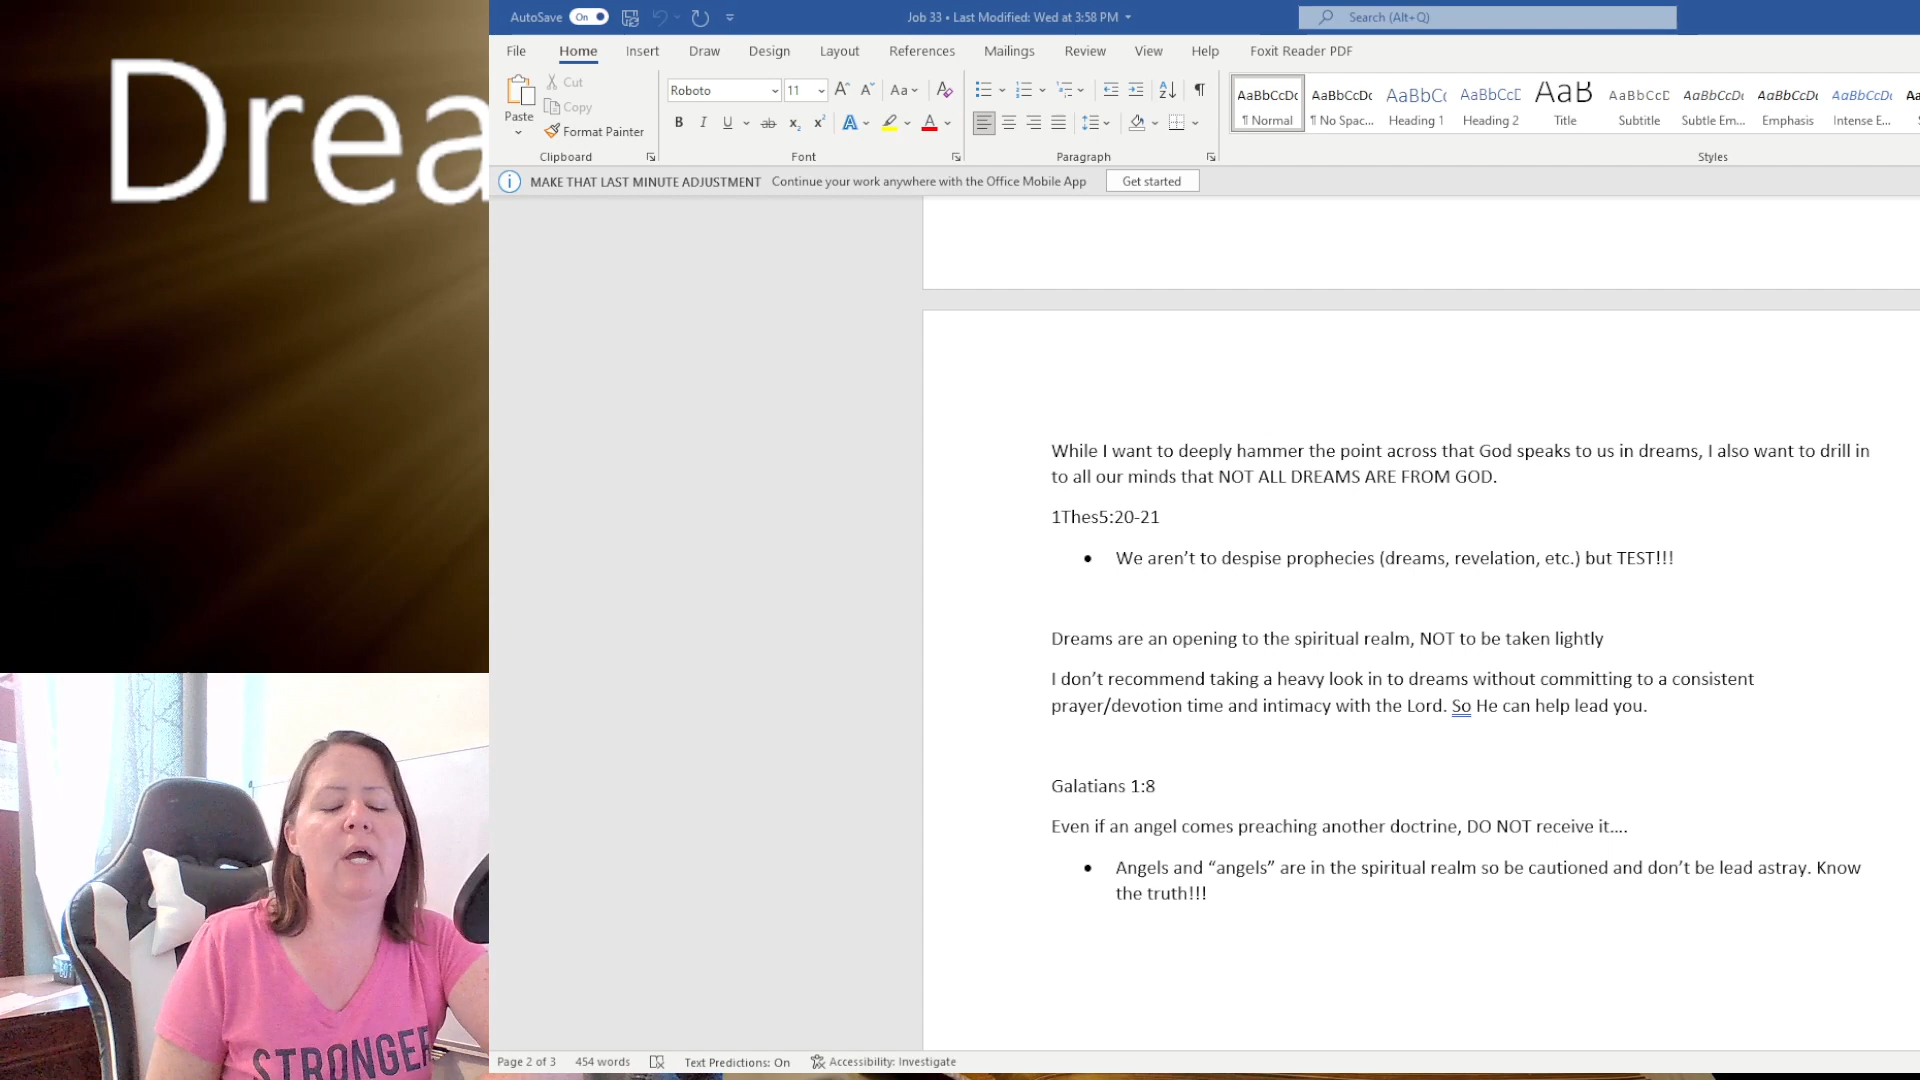 Drea
AutoSave On
Job 33 • Last Modified: Wed at 3:58 PM
Search (Alt+Q)
File Home Insert Draw Design Layout References Mailings Review View Help Foxit Reader PDF
Paste
Cut
Copy
Format Painter
Clipboard
Roboto 11
Font
Paragraph
AaBbCcDc AaBbCcDc AaBbCc AaBbCcD AaB AaBbCcD AaBbCcDc AaBbCcDc AaBbCcDc
¶ Normal ¶ No Spac... Heading 1 Heading 2 Title Subtitle Subtle Em... Emphasis Intense E...
Styles
MAKE THAT LAST MINUTE ADJUSTMENT Continue your work anywhere with the Office Mobile App Get started
While I want to deeply hammer the point across that God speaks to us in dreams, I also want to drill in
to all our minds that NOT ALL DREAMS ARE FROM GOD.
1Thes5:20-21
• We aren’t to despise prophecies (dreams, revelation, etc.) but TEST!!!
Dreams are an opening to the spiritual realm, NOT to be taken lightly
I don’t recommend taking a heavy look in to dreams without committing to a consistent
prayer/devotion time and intimacy with the Lord. So He can help lead you.
Galatians 1:8
Even if an angel comes preaching another doctrine, DO NOT receive it....
• Angels and “angels” are in the spiritual realm so be cautioned and don’t be lead astray. Know
the truth!!!
STRONGER
Page 2 of 3 454 words Text Predictions: On Accessibility: Investigate